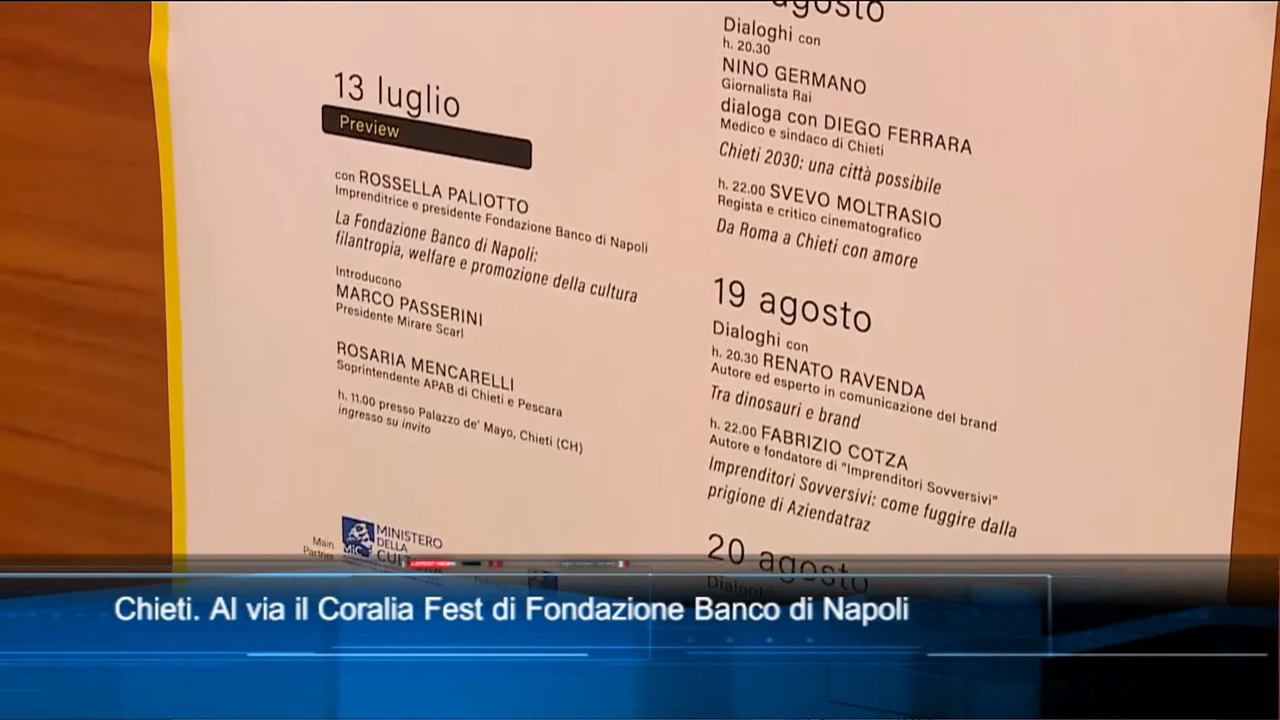 13 luglio
Preview
con ROSSELLA PALIOTTO
Imprenditrice e presidente Fondazione Banco di Napoli
La Fondazione Banco di Napoli:
filantropia, welfare e promozione della cultura
Introducono
MARCO PASSERINI
Presidente Mirare Scarl
ROSARIA MENCARELLI
Soprintendente APAB di Chieti e Pescara
h. 11.00 presso Palazzo de' Mayo, Chieti (CH)
ingresso su invito
Main
Partner
MiC
MINISTERO
DELLA
agosto
Dialoghi con
h. 20.30
NINO GERMANO
Giornalista Rai
dialoga con DIEGO FERRARA
Medico e sindaco di Chieti
Chieti 2030: una città possibile
h. 22.00 SVEVO MOLTRASIO
Regista e critico cinematografico
Da Roma a Chieti con amore
19 agosto
Dialoghi con
h. 20.30 RENATO RAVENDA
Autore ed esperto in comunicazione del brand
Tra dinosauri e brand
h. 22.00 FABRIZIO COTZA
Autore e fondatore di "Imprenditori Sovversivi"
Imprenditori Sovversivi: come fuggire dalla
prigione di Aziendatraz
20 agosto
LATEST NEWS
Chieti. Al via il Coralia Fest di Fondazione Banco di Napoli